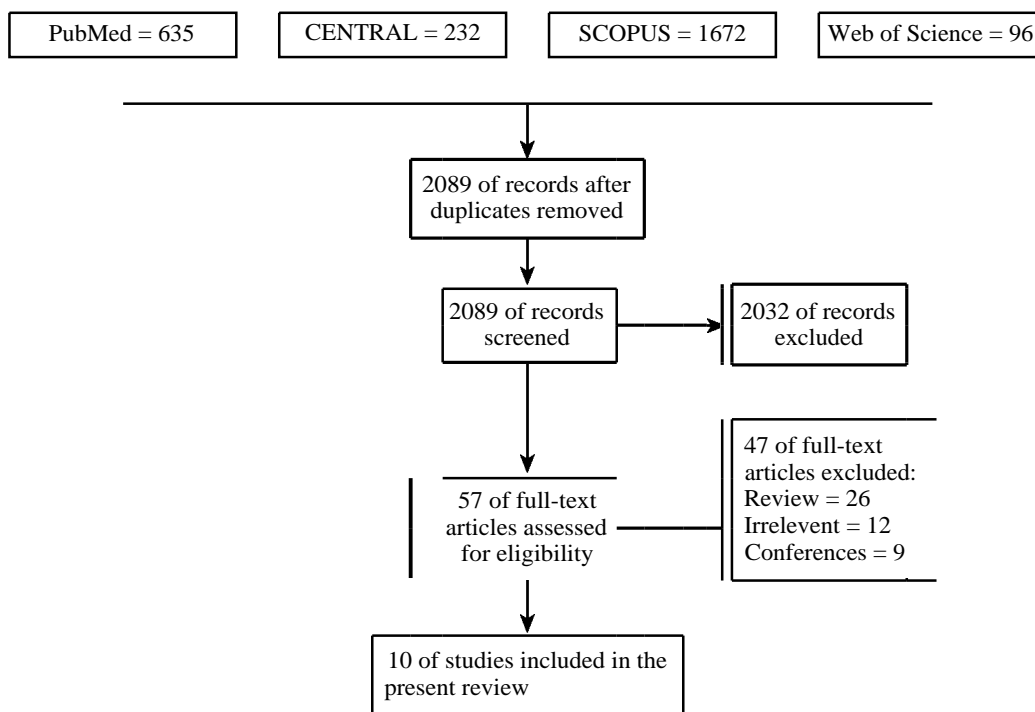 PubMed = 635
CENTRAL = 232
SCOPUS = 1672
Web of Science = 96
2089 of records after
duplicates removed
2089 of records
screened
2032 of records
excluded
57 of full-text
articles assessed
for eligibility
47 of full-text
articles excluded:
Review = 26
Irrelevent = 12
Conferences = 9
10 of studies included in the
present review